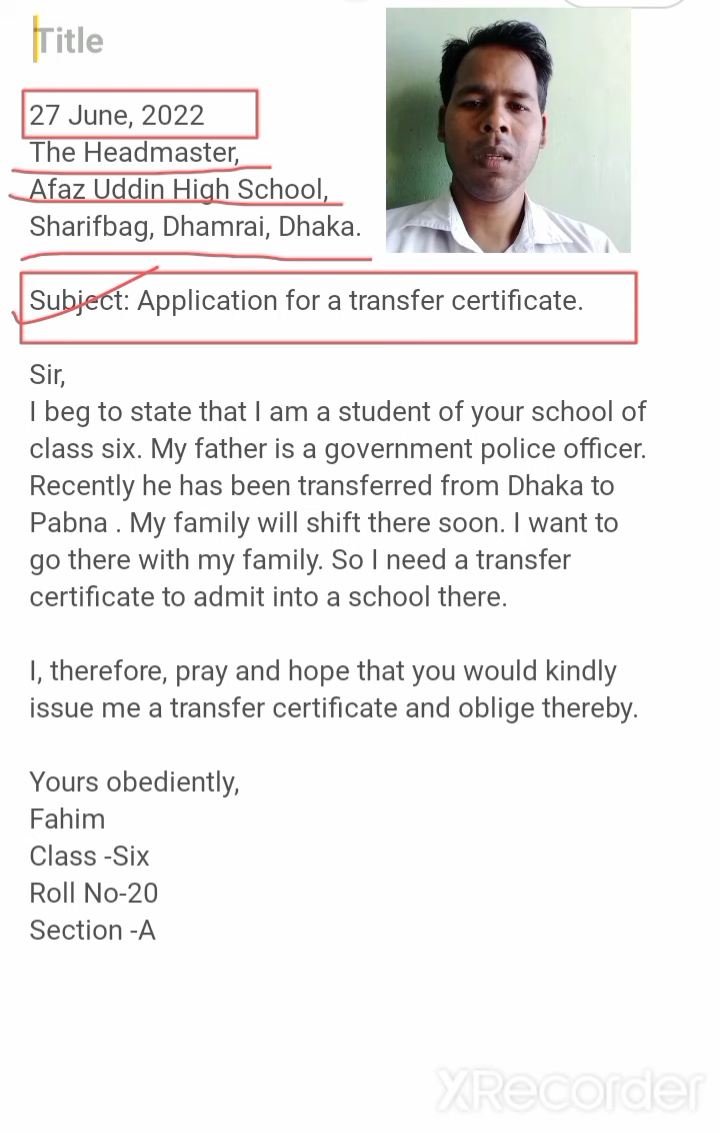 Title
27 June, 2022
The Headmaster,
Afaz Uddin High School,
Sharifbag, Dhamrai, Dhaka.
Subject: Application for a transfer certificate.
Sir,
I beg to state that I am a student of your school of
class six. My father is a government police officer.
Recently he has been transferred from Dhaka to
Pabna . My family will shift there soon. I want to
go there with my family. So I need a transfer
certificate to admit into a school there.
I, therefore, pray and hope that you would kindly
issue me a transfer certificate and oblige thereby.
Yours obediently,
Fahim
Class -Six
Roll No-20
Section -A
XRecorder